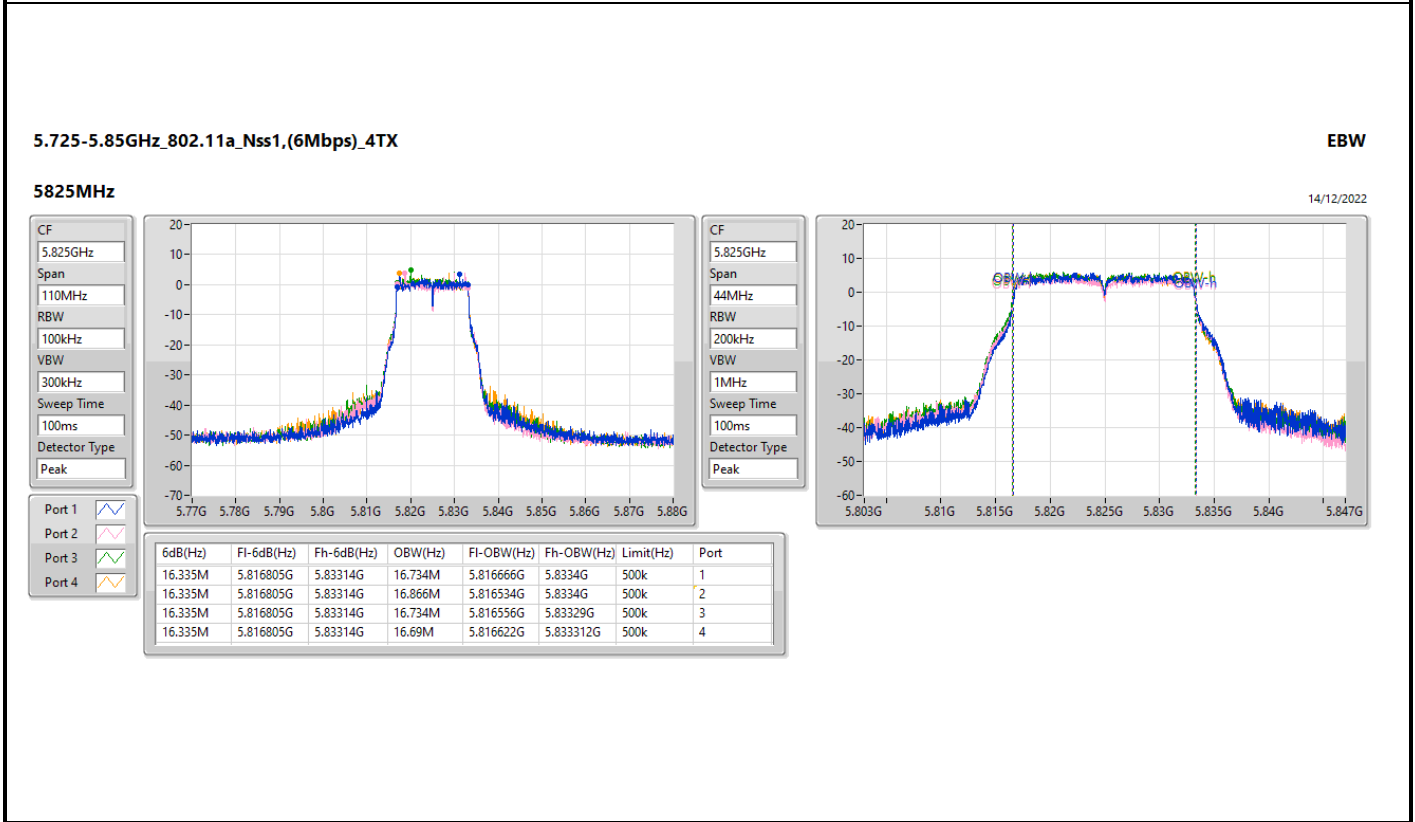 5.725-5.85GHz_802.11a_Nss1,(6Mbps)_4TX
EBW
5825MHz
14/12/2022
CF
5.825GHz
Span
110MHz
RBW
100kHz
VBW
300kHz
Sweep Time
100ms
Detector Type
Peak
20
10
0
-10
-20
-30
-40
-50
-60
-70
5.77G 5.78G 5.79G 5.8G 5.81G 5.82G 5.83G 5.84G 5.85G 5.86G 5.87G 5.88G
CF
5.825GHz
Span
44MHz
RBW
200kHz
VBW
1MHz
Sweep Time
100ms
Detector Type
Peak
20
10
0
-10
-20
-30
-40
-50
-60
OBW-h
5.803G 5.81G 5.815G 5.82G 5.825G 5.83G 5.835G 5.84G 5.847G
Port 1
Port 2
Port 3
Port 4
6dB(Hz) Fl-6dB(Hz) Fh-6dB(Hz) OBW(Hz) Fl-OBW(Hz) Fh-OBW(Hz) Limit(Hz) Port
16.335M 5.816805G 5.83314G 16.734M 5.816666G 5.8334G 500k 1
16.335M 5.816805G 5.83314G 16.866M 5.816534G 5.8334G 500k 2
16.335M 5.816805G 5.83314G 16.734M 5.816556G 5.83329G 500k 3
16.335M 5.816805G 5.83314G 16.69M 5.816622G 5.833312G 500k 4